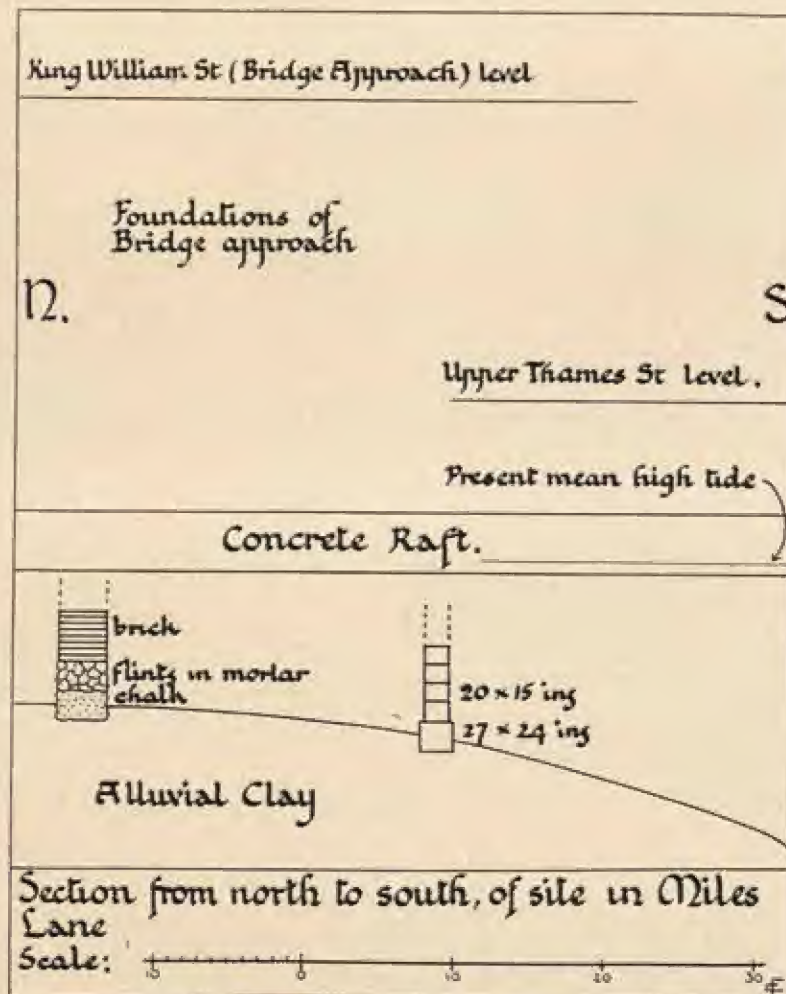 King William St (Bridge Approach) level
Foundations of
Bridge approach
N.
S
Upper Thames St level.
Present mean high tide
Concrete Raft.
brick
flints in mortar
chalk
20 × 15 ins
27 × 24 ins
Alluvial Clay
Section from north to south, of site in Miles
Lane
Scale:
10 0 10 20 30